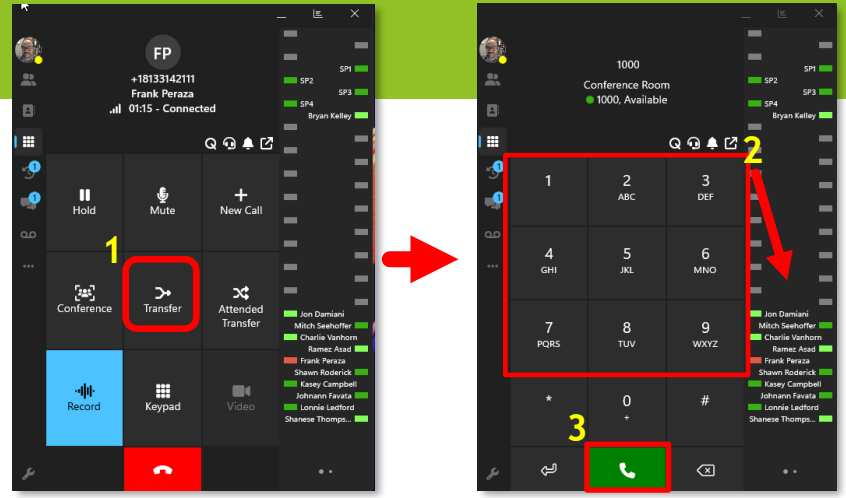 FP
+18133142111
Frank Peraza
01:15 - Connected
SP1
SP2
SP3
SP4
Bryan Kelley
1
1
Hold
Mute
New Call
1
Conference
Transfer
Attended
Transfer
Record
Keypad
Video
Jon Damiani
Mitch Seehoffer
Charlie Vanhorn
Ramez Asad
Frank Peraza
Shawn Roderick
Kasey Campbell
Johnann Favata
Lonnie Ledford
Shanese Thomps...
1000
Conference Room
1000, Available
SP1
SP2
SP3
SP4
Bryan Kelley
2
1
1
1
2
ABC
3
DEF
4
GHI
5
JKL
6
MNO
7
PQRS
8
TUV
9
WXYZ
*
0
+
#
3
Jon Damiani
Mitch Seehoffer
Charlie Vanhorn
Ramez Asad
Frank Peraza
Shawn Roderick
Kasey Campbell
Johnann Favata
Lonnie Ledford
Shanese Thomps...